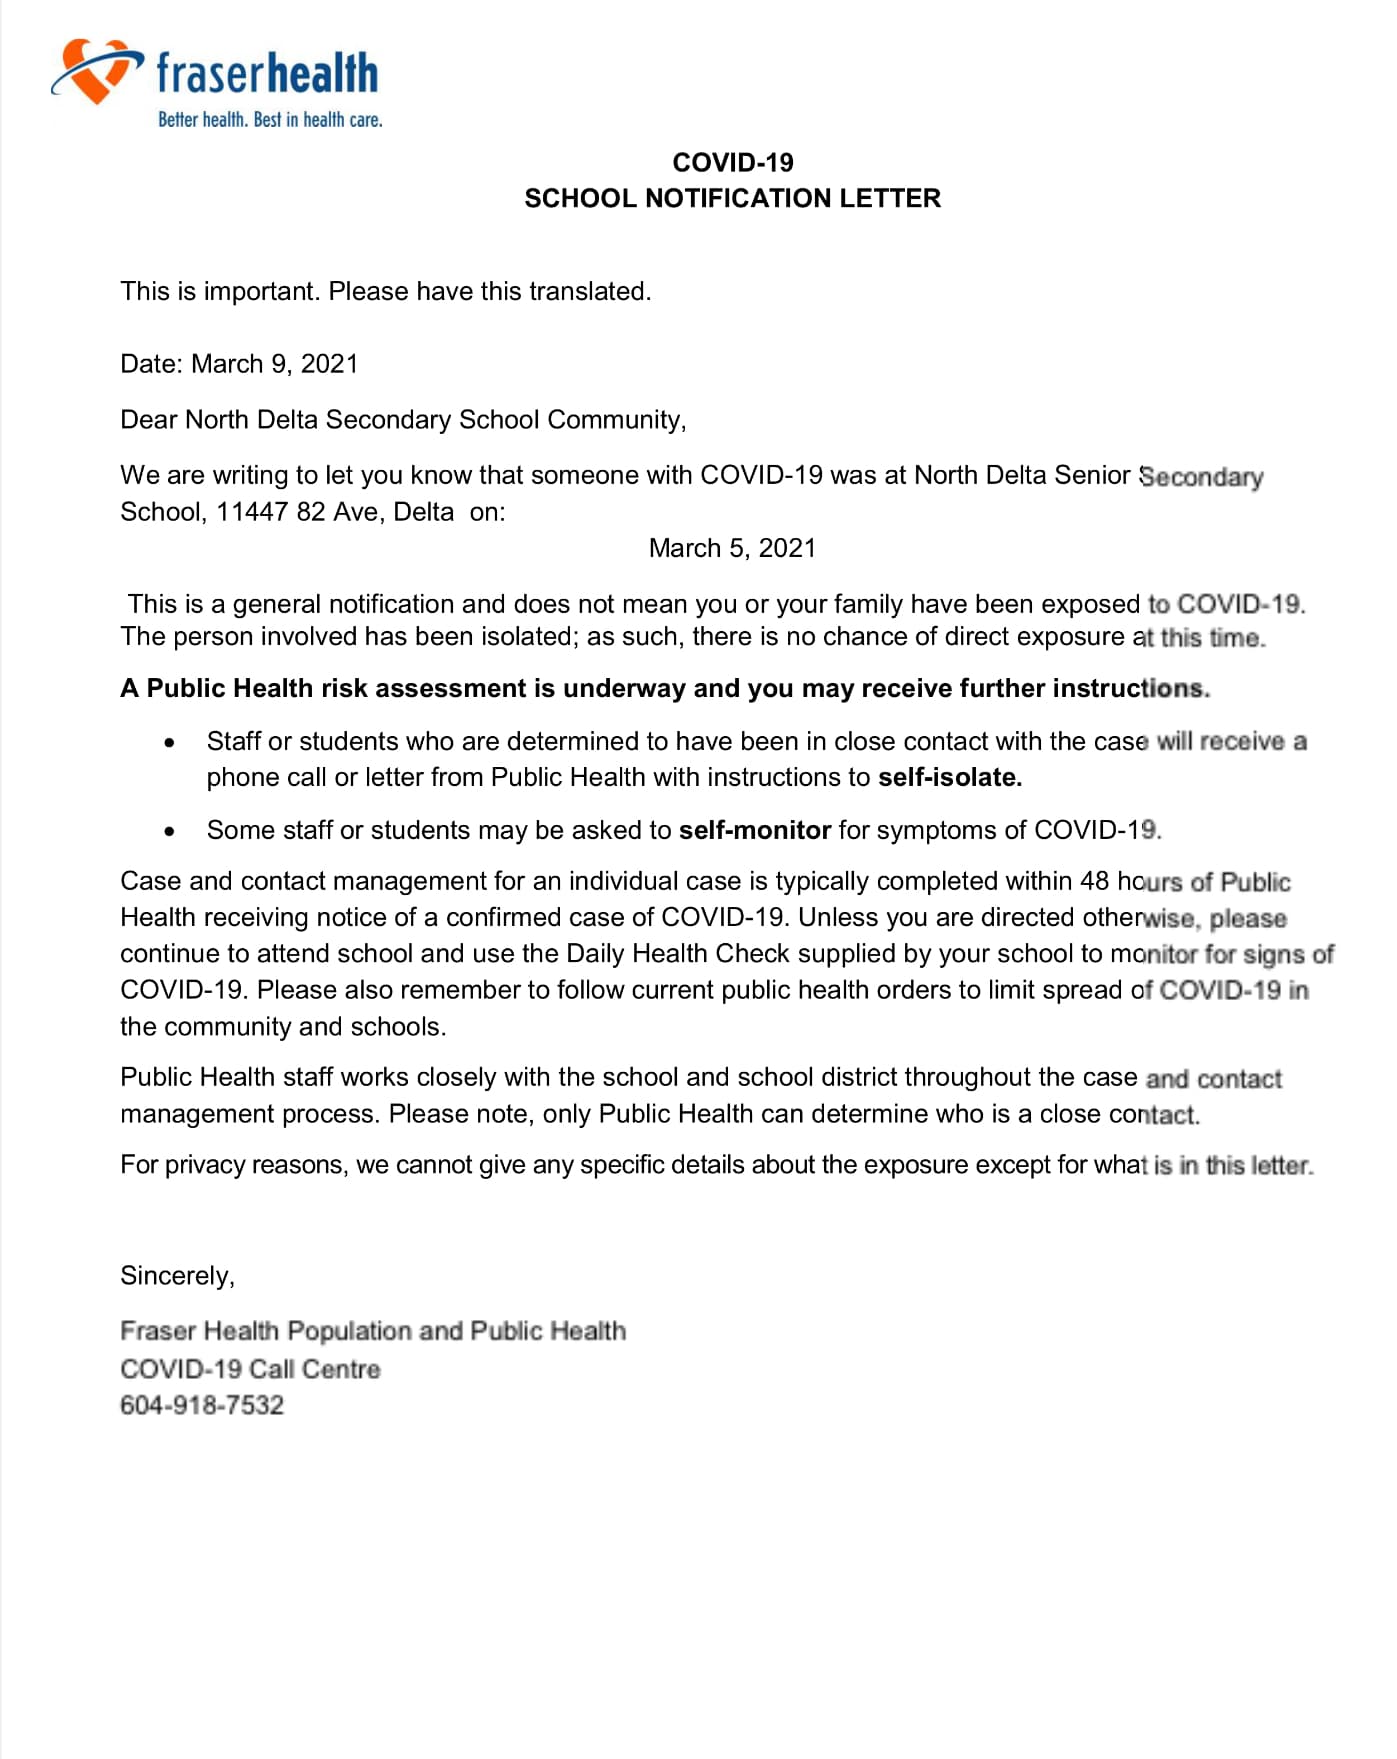 fraserhealth
Better health. Best in health care.
COVID-19
SCHOOL NOTIFICATION LETTER
This is important. Please have this translated.
Date: March 9, 2021
Dear North Delta Secondary School Community,
We are writing to let you know that someone with COVID-19 was at North Delta Senior Secondary
School, 11447 82 Ave, Delta  on:
March 5, 2021
This is a general notification and does not mean you or your family have been exposed to COVID-19.
The person involved has been isolated; as such, there is no chance of direct exposure at this time.
A Public Health risk assessment is underway and you may receive further instructions.
• Staff or students who are determined to have been in close contact with the case will receive a
phone call or letter from Public Health with instructions to self-isolate.
• Some staff or students may be asked to self-monitor for symptoms of COVID-19.
Case and contact management for an individual case is typically completed within 48 hours of Public
Health receiving notice of a confirmed case of COVID-19. Unless you are directed otherwise, please
continue to attend school and use the Daily Health Check supplied by your school to monitor for signs of
COVID-19. Please also remember to follow current public health orders to limit spread of COVID-19 in
the community and schools.
Public Health staff works closely with the school and school district throughout the case and contact
management process. Please note, only Public Health can determine who is a close contact.
For privacy reasons, we cannot give any specific details about the exposure except for what is in this letter.
Sincerely,
Fraser Health Population and Public Health
COVID-19 Call Centre
604-918-7532